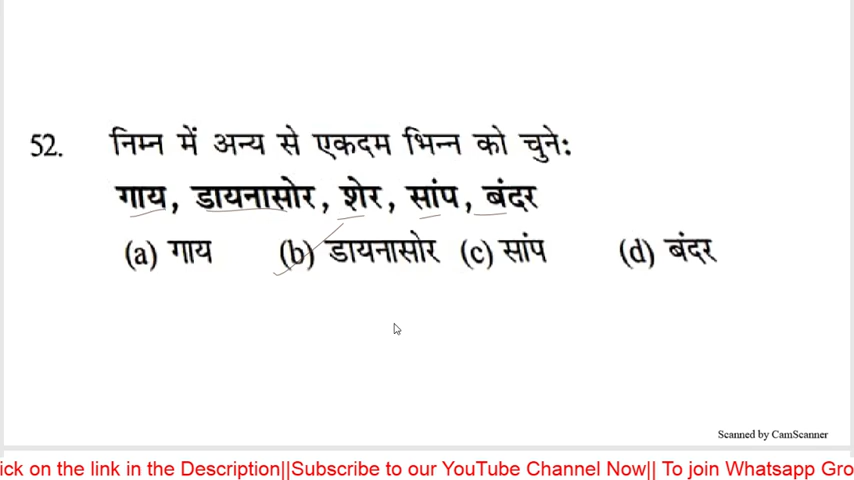 52. निम्न में अन्य से एकदम भिन्न को चुने:
गाय, डायनासोर, शेर, सांप, बंदर
(a) गाय (b) डायनासोर (c) सांप (d) बंदर
Scanned by CamScanner
ick on the link in the Description||Subscribe to our YouTube Channel Now|| To join Whatsapp Gro